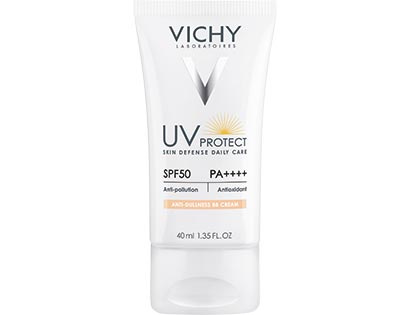 VICHY
LABORATOIRES
V
UV PROTECT
SKIN DEFENSE DAILY CARE
SPF50 PA++++
Anti-pollution Antioxidant
ANTI-DULLNESS BB CREAM
40ml 1.35 FL.OZ